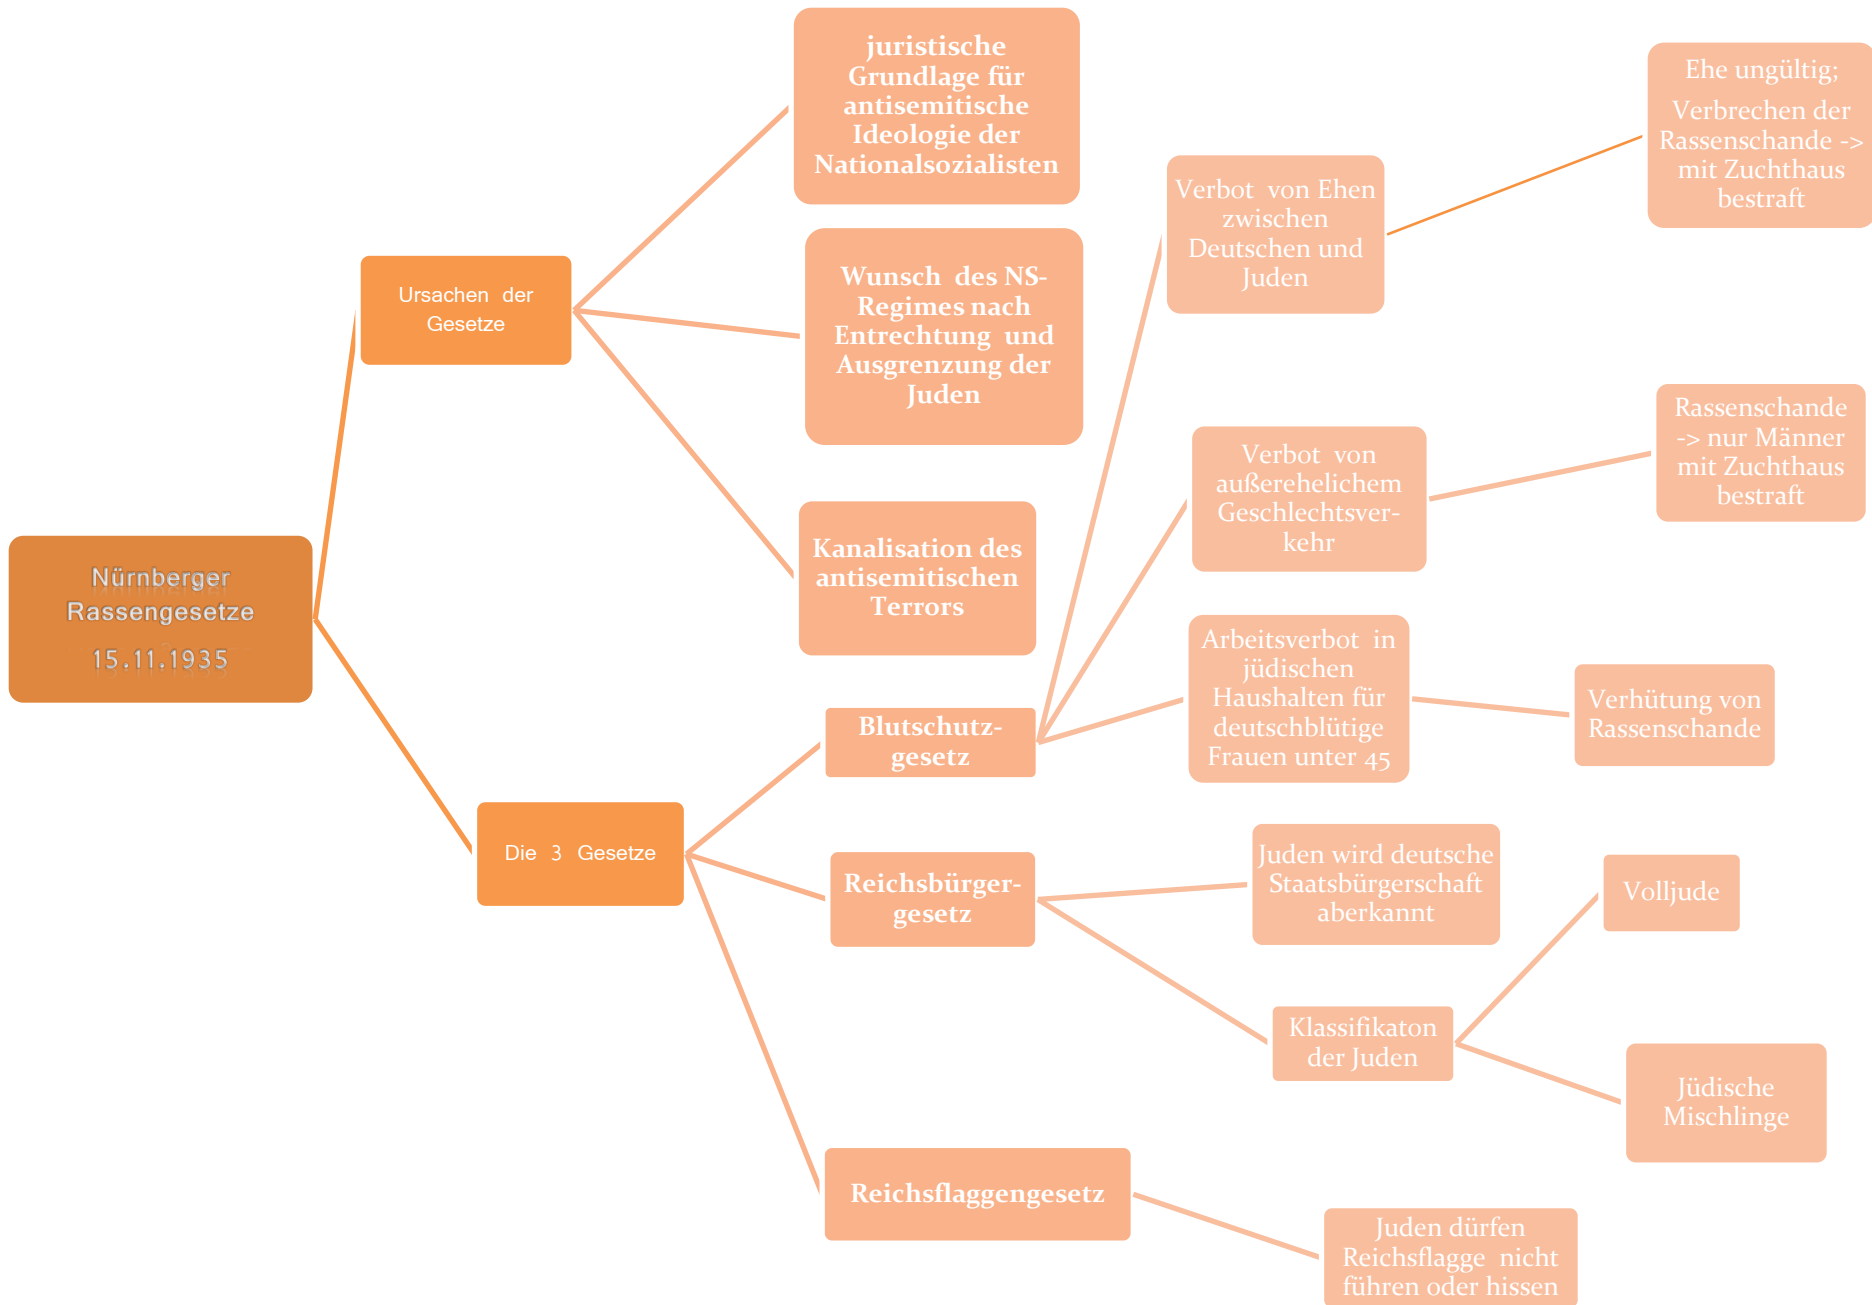 Nürnberger
Rassengesetze
15.11.1935
Ursachen der
Gesetze
juristische
Grundlage für
antisemitische
Ideologie der
Nationalsozialisten
Wunsch des NS-
Regimes nach
Entrechtung und
Ausgrenzung der
Juden
Kanalisation des
antisemitischen
Terrors
Die 3 Gesetze
Blutschutz-
gesetz
Verbot von Ehen
zwischen
Deutschen und
Juden
Ehe ungültig;
Verbrechen der
Rassenschande ->
mit Zuchthaus
bestraft
Verbot von
außerehelichem
Geschlechtsver-
kehr
Rassenschande
-> nur Männer
mit Zuchthaus
bestraft
Arbeitsverbot in
jüdischen
Haushalten für
deutschblütige
Frauen unter 45
Verhütung von
Rassenschande
Reichsbürger-
gesetz
Juden wird deutsche
Staatsbürgerschaft
aberkannt
Klassifikaton
der Juden
Volljude
Jüdische
Mischlinge
Reichsflaggengesetz
Juden dürfen
Reichsflagge nicht
führen oder hissen